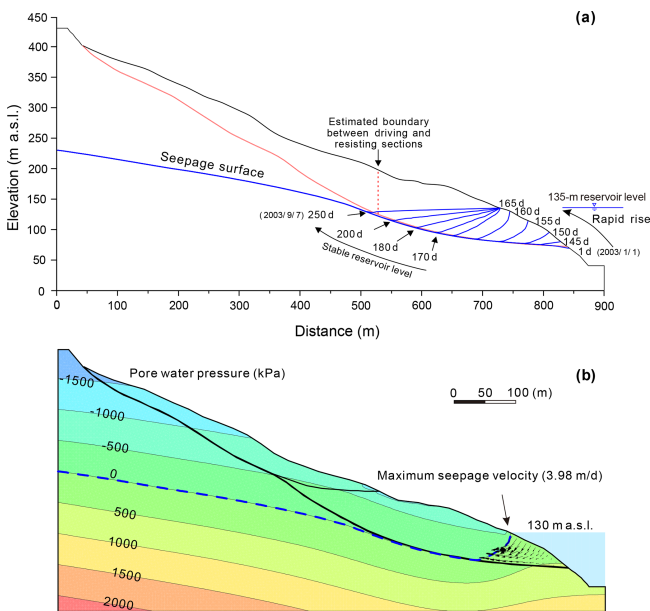 (a)
450
400
350
300
250
200
150
100
50
0
Elevation (m a.s.l.)
Estimated boundary
between driving and
resisting sections
Seepage surface
(2003/9/7) 250 d
200 d
180 d
170 d
165 d
160 d
155 d
150 d
145 d
1 d (2003/1/1)
135-m reservoir level
Rapid rise
Stable reservoir level
0
100
200
300
400
500
600
700
800
900
Distance (m)
(b)
Pore water pressure (kPa)
0 50 100 (m)
-1500
-1000
-500
0
500
1000
1500
2000
Maximum seepage velocity (3.98 m/d)
130 m a.s.l.